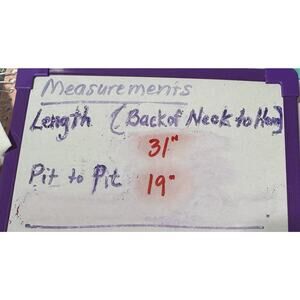 Measurements
Length (Back of Neck to Hem)
31"
Pit to Pit 19"